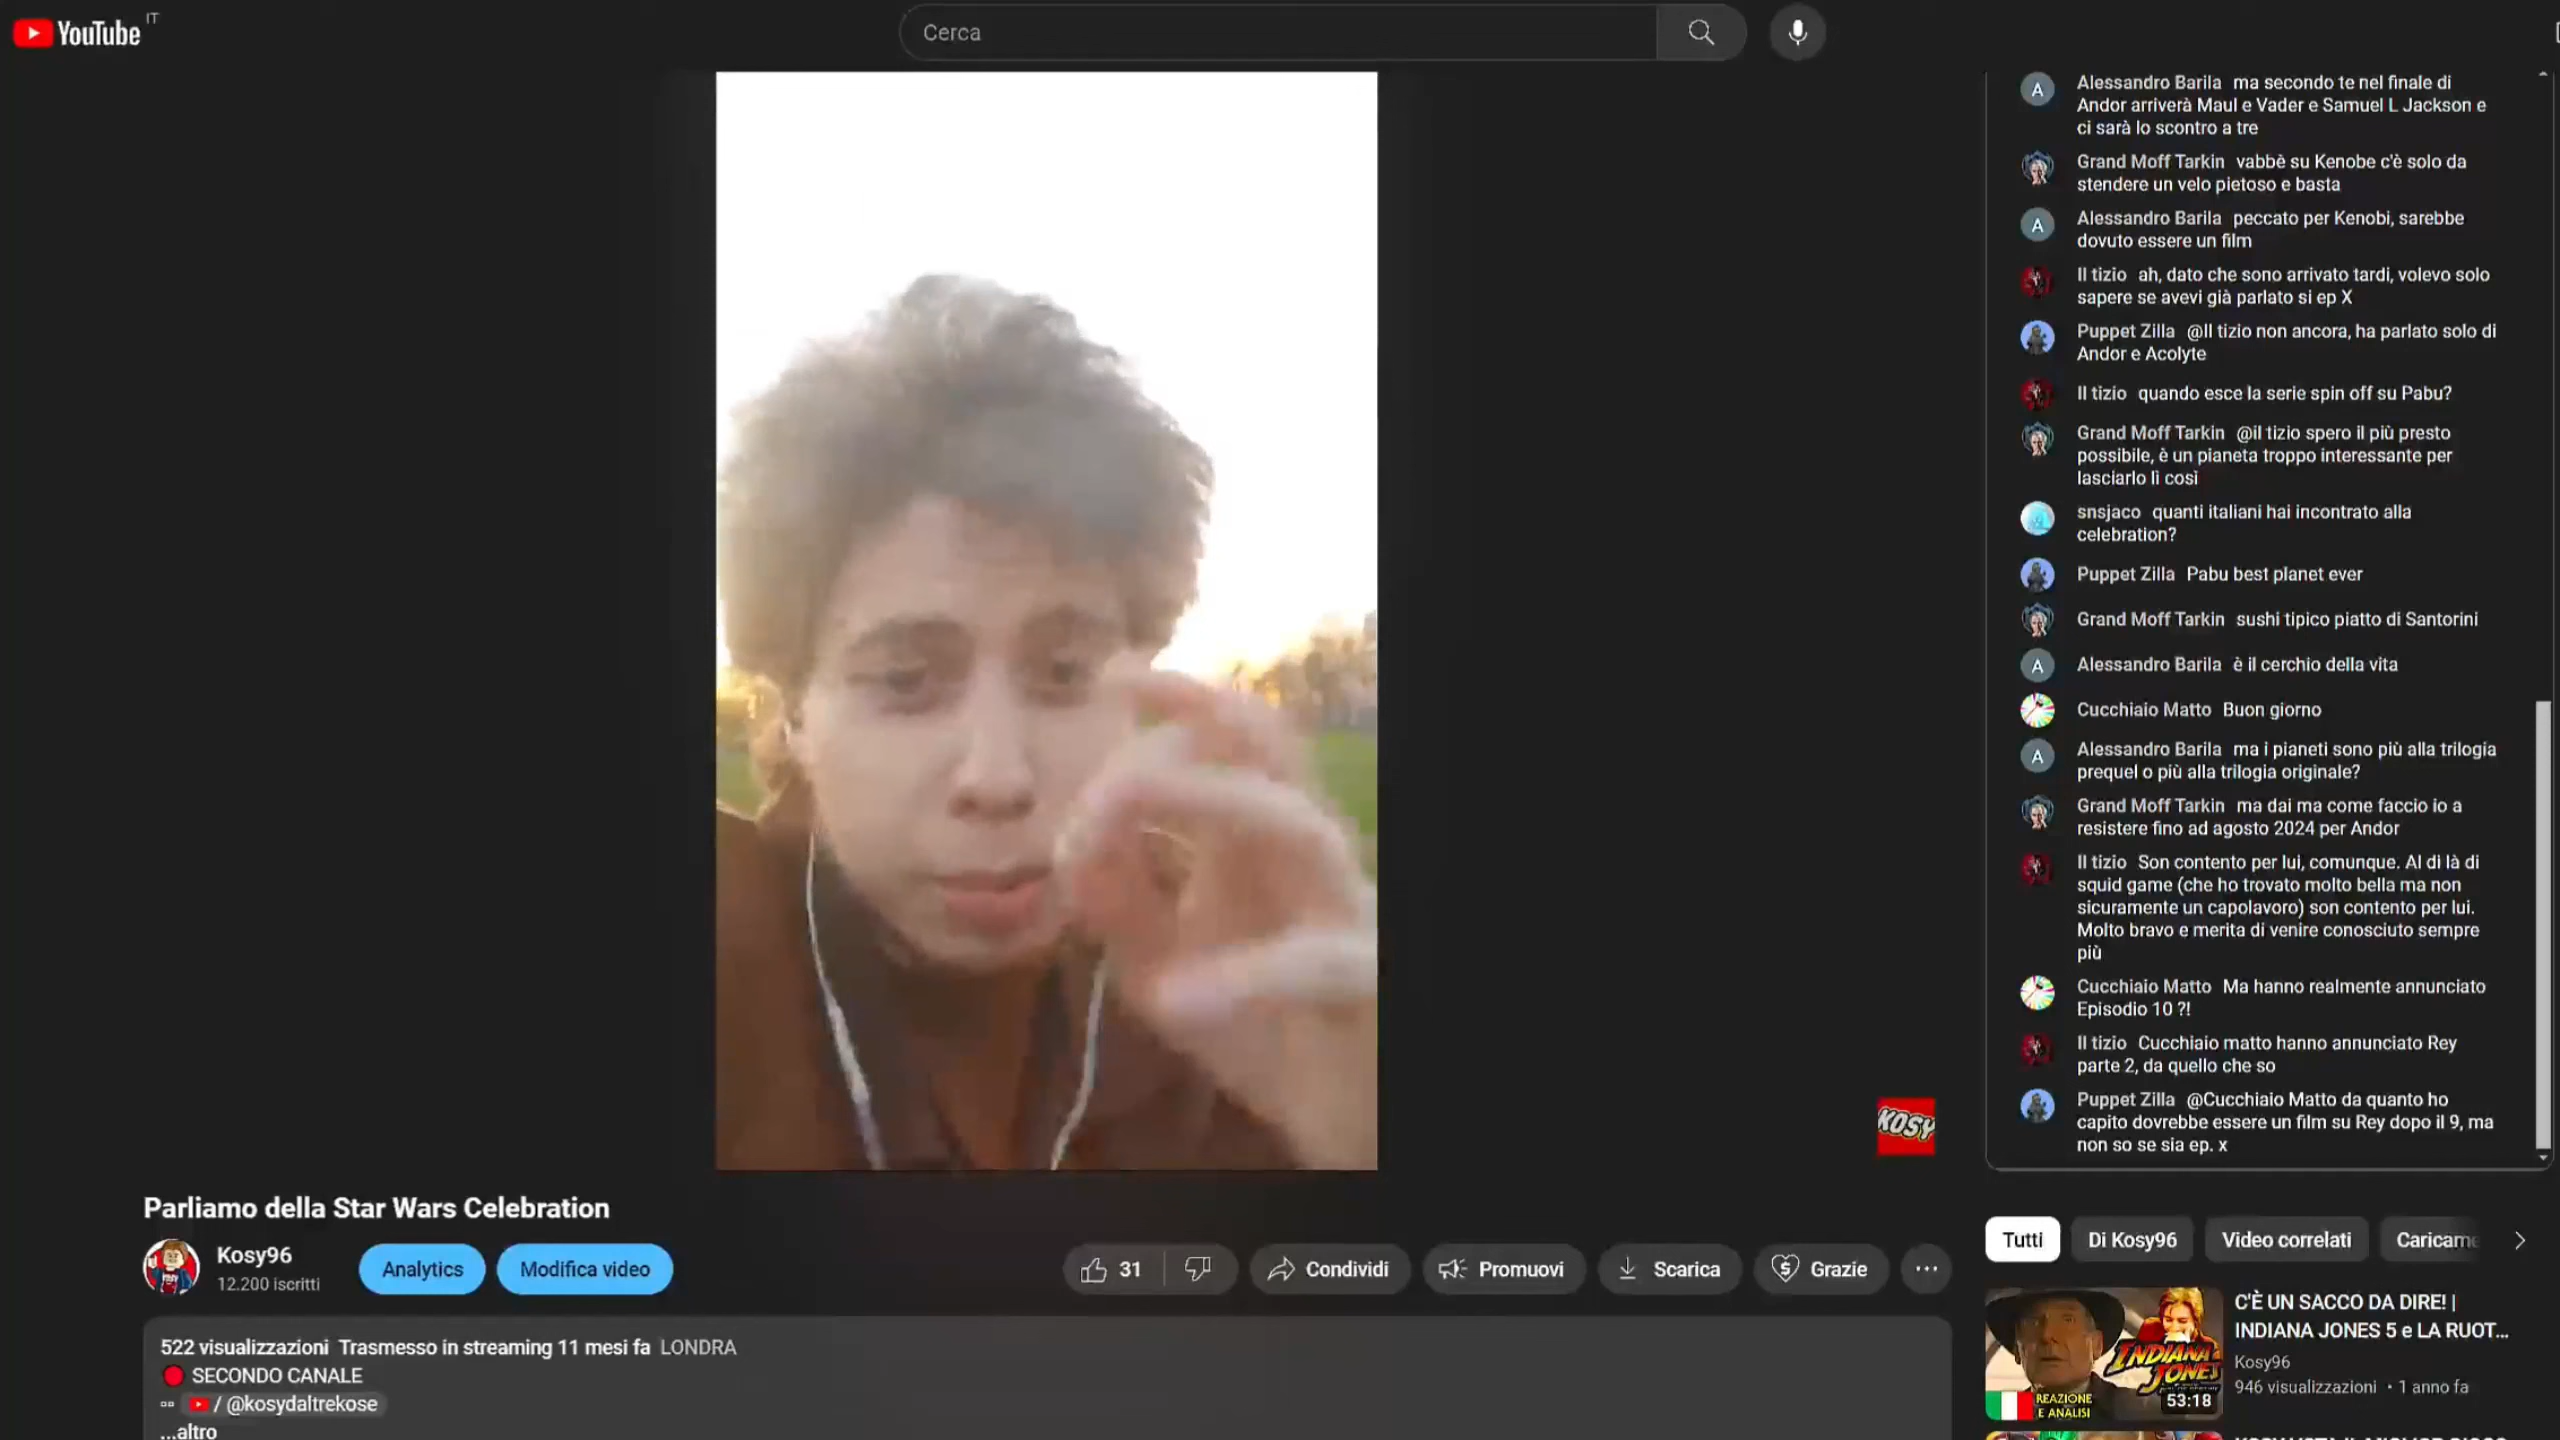 YouTube IT
Cerca
Alessandro Barila ma secondo te nel finale di
Andor arriverà Maul e Vader e Samuel L Jackson e
ci sarà lo scontro a tre
Grand Moff Tarkin vabbè su Kenobe c'è solo da
stendere un velo pietoso e basta
Alessandro Barila peccato per Kenobi, sarebbe
dovuto essere un film
Il tizio ah, dato che sono arrivato tardi, volevo solo
sapere se avevi già parlato si ep X
Puppet Zilla @Il tizio non ancora, ha parlato solo di
Andor e Acolyte
Il tizio quando esce la serie spin off su Pabu?
Grand Moff Tarkin @il tizio spero il più presto
possibile, è un pianeta troppo interessante per
lasciarlo lì così
snsjaco quanti italiani hai incontrato alla
celebration?
Puppet Zilla Pabu best planet ever
Grand Moff Tarkin sushi tipico piatto di Santorini
A Alessandro Barila è il cerchio della vita
Cucchiaio Matto Buon giorno
Alessandro Barila ma i pianeti sono più alla trilogia
prequel o più alla trilogia originale?
Grand Moff Tarkin ma dai ma come faccio io a
resistere fino ad agosto 2024 per Andor
Il tizio Son contento per lui, comunque. Al di là di
squid game (che ho trovato molto bella ma non
sicuramente un capolavoro) son contento per lui.
Molto bravo e merita di venire conosciuto sempre
più
Cucchiaio Matto Ma hanno realmente annunciato
Episodio 10 ?!
Il tizio Cucchiaio matto hanno annunciato Rey
parte 2, da quello che so
Puppet Zilla @Cucchiaio Matto da quanto ho
capito dovrebbe essere un film su Rey dopo il 9, ma
non so se sia ep. x
KOSY
Parliamo della Star Wars Celebration
Kosy96
12.200 iscritti
Analytics
Modifica video
31
Condividi
Promuovi
Scarica
Grazie
522 visualizzazioni Trasmesso in streaming 11 mesi fa LONDRA
SECONDO CANALE
/ @kosydaltrekose
...altro
Tutti
Di Kosy96
Video correlati
Caricame
C'È UN SACCO DA DIRE! |
INDIANA JONES 5 e LA RUOT...
Kosy96
946 visualizzazioni • 1 anno fa
INDIANA
JONES
REAZIONE
E ANALISI
53:18